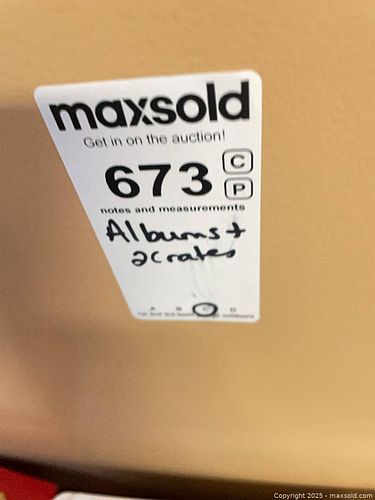 maxsold
Get in on the auction!
673
C
P
notes and measurements
Albums +
2 Crates
A B C D
Copyright © 2025 - maxsold.com